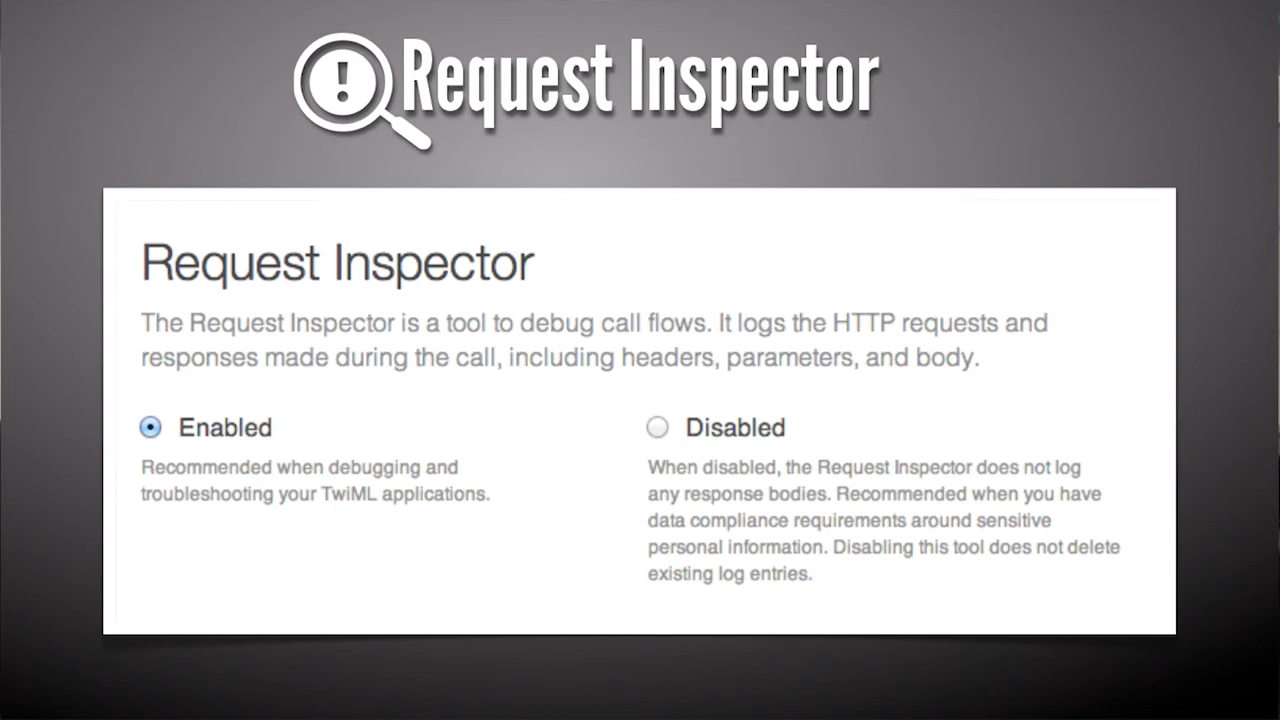 Request Inspector
Request Inspector
The Request Inspector is a tool to debug call flows. It logs the HTTP requests and
responses made during the call, including headers, parameters, and body.
Enabled
Recommended when debugging and
troubleshooting your TwiML applications.
Disabled
When disabled, the Request Inspector does not log
any response bodies. Recommended when you have
data compliance requirements around sensitive
personal information. Disabling this tool does not delete
existing log entries.